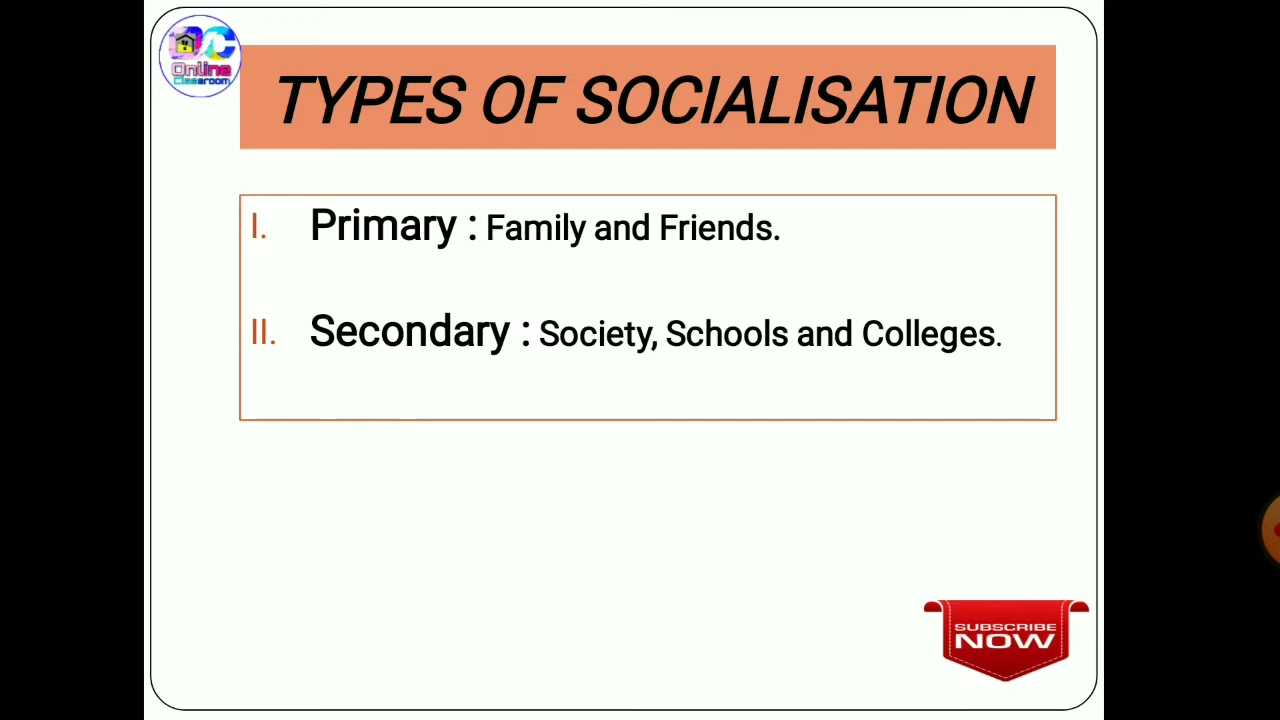 Online
Classroom
TYPES OF SOCIALISATION
I. Primary : Family and Friends.
II. Secondary : Society, Schools and Colleges.
SUBSCRIBE
NOW